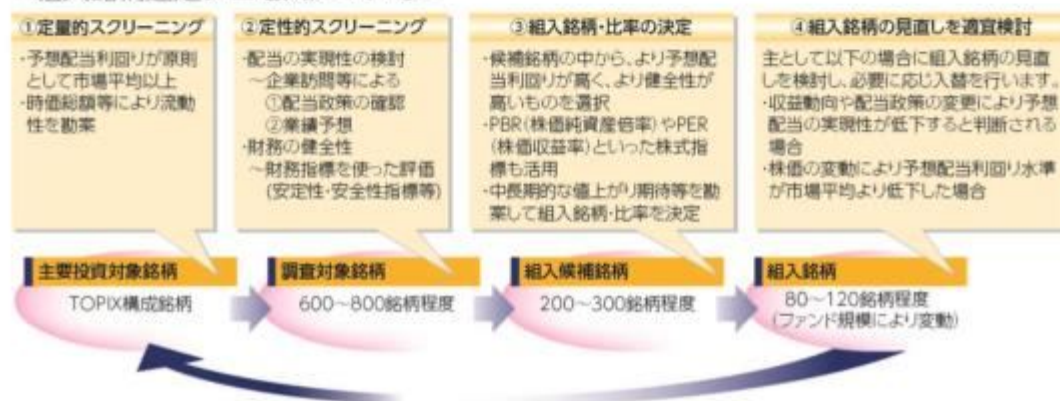 ①定量的スクリーニング
・予想配当利回りが原則
として市場平均以上
・時価総額等により流動
性を勘案
②定性的スクリーニング
・配当の実現性の検討
～企業訪問等による
①配当政策の確認
②業績予想
・財務の健全性
～財務指標を使った評価
(安定性・安全性指標等)
③組入銘柄・比率の決定
・候補銘柄の中から、より予想配
当利回りが高く、より健全性が
高いものを選択
・PBR(株価純資産倍率)やPER
(株価収益率)といった株式指
標も活用
・中長期的な値上がり期待等を勘
案して組入銘柄・比率を決定
④組入銘柄の見直しを適宜検討
主として以下の場合に組入銘柄の見直
しを検討し、必要に応じ入替を行います。
・収益動向や配当政策の変更により予想
配当の実現性が低下すると判断される
場合
・株価の変動により予想配当利回り水準
が市場平均より低下した場合
主要投資対象銘柄
TOPIX構成銘柄
調査対象銘柄
600～800銘柄程度
組入候補銘柄
200～300銘柄程度
組入銘柄
80～120銘柄程度
(ファンド規模により変動)